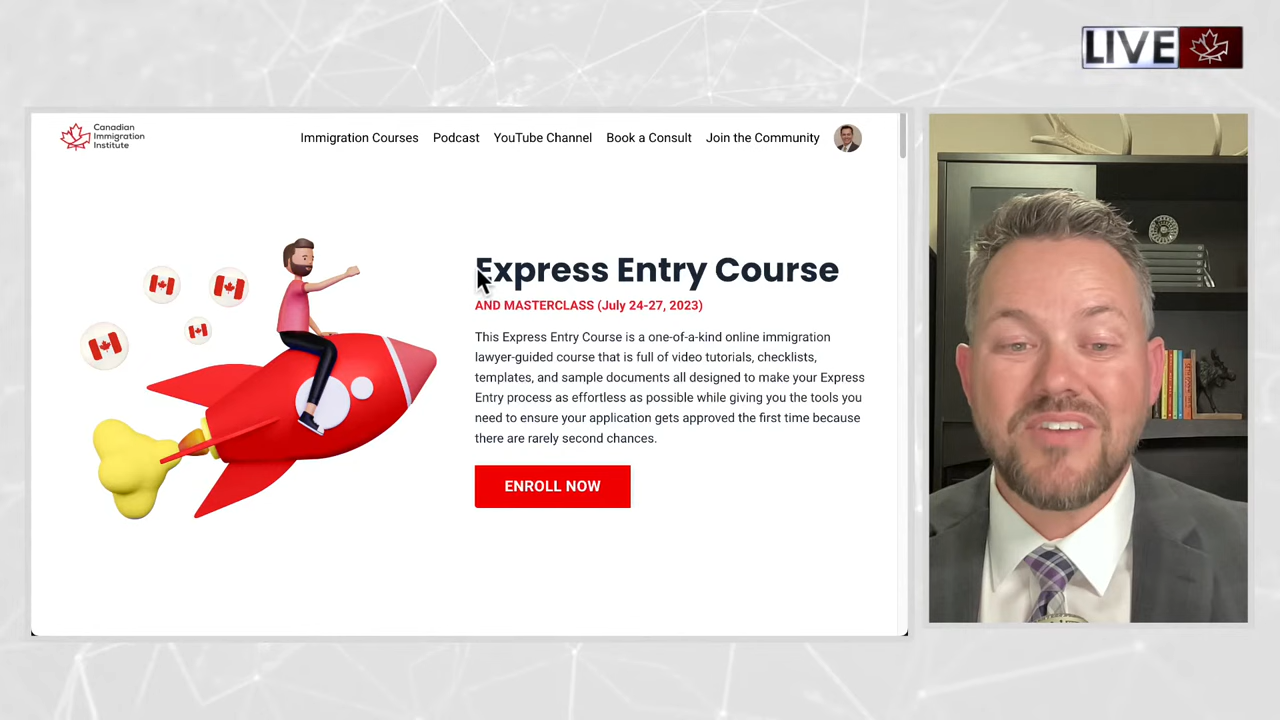 LIVE
Canadian
Immigration
Institute
Immigration Courses Podcast YouTube Channel Book a Consult Join the Community
Express Entry Course
AND MASTERCLASS (July 24-27, 2023)
This Express Entry Course is a one-of-a-kind online immigration
lawyer-guided course that is full of video tutorials, checklists,
templates, and sample documents all designed to make your Express
Entry process as effortless as possible while giving you the tools you
need to ensure your application gets approved the first time because
there are rarely second chances.
ENROLL NOW